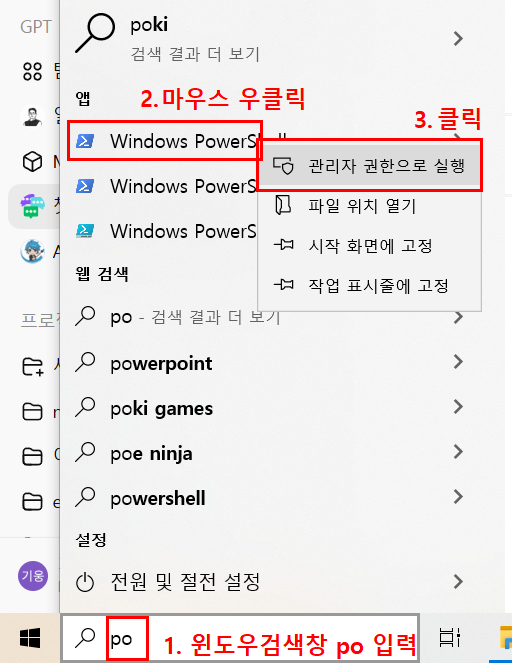 GPT
poki
검색 결과 더 보기
앱
2.마우스 우클릭
3. 클릭
Windows PowerShell
관리자 권한으로 실행
Windows PowerS
파일 위치 열기
Windows PowerS
시작 화면에 고정
작업 표시줄에 고정
웹 검색
po - 검색 결과 더 보기
powerpoint
poki games
poe ninja
powershell
설정
기웅
전원 및 절전 설정
po
1. 윈도우검색창 po 입력